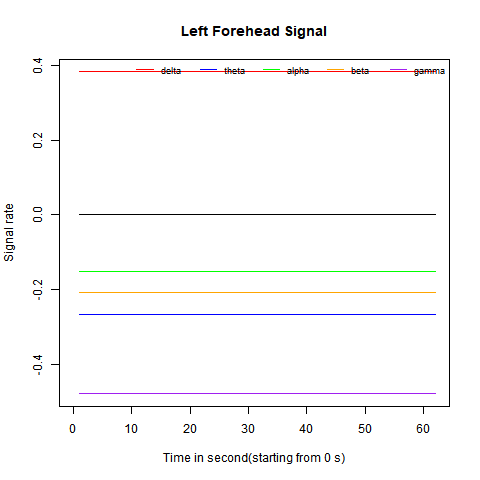 Left Forehead Signal
delta theta alpha beta gamma
0.4
0.2
0.0
-0.2
-0.4
Signal rate
0 10 20 30 40 50 60
Time in second(starting from 0 s)